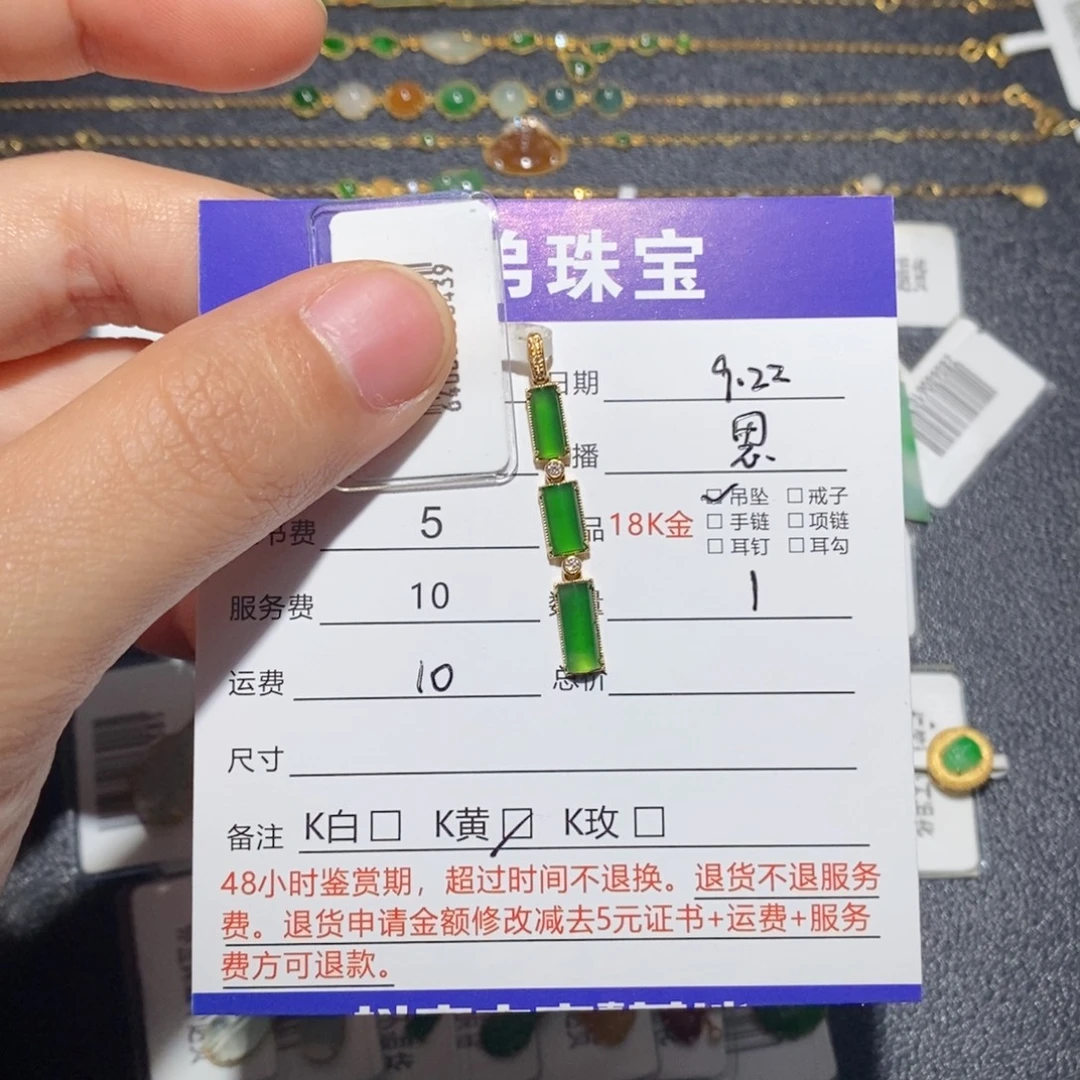 珠宝
日期 9.22
播 思
书费 5
品 18K金 ☑吊坠 □戒子
□手链 □项链
□耳钉 □耳勾
服务费 10
数量 1
运费 10
总价
尺寸
备注 K白□ K黄☑ K玫□
48小时鉴赏期，超过时间不退换。退货不退服务
费。退货申请金额修改减去5元证书+运费+服务
费方可退款。